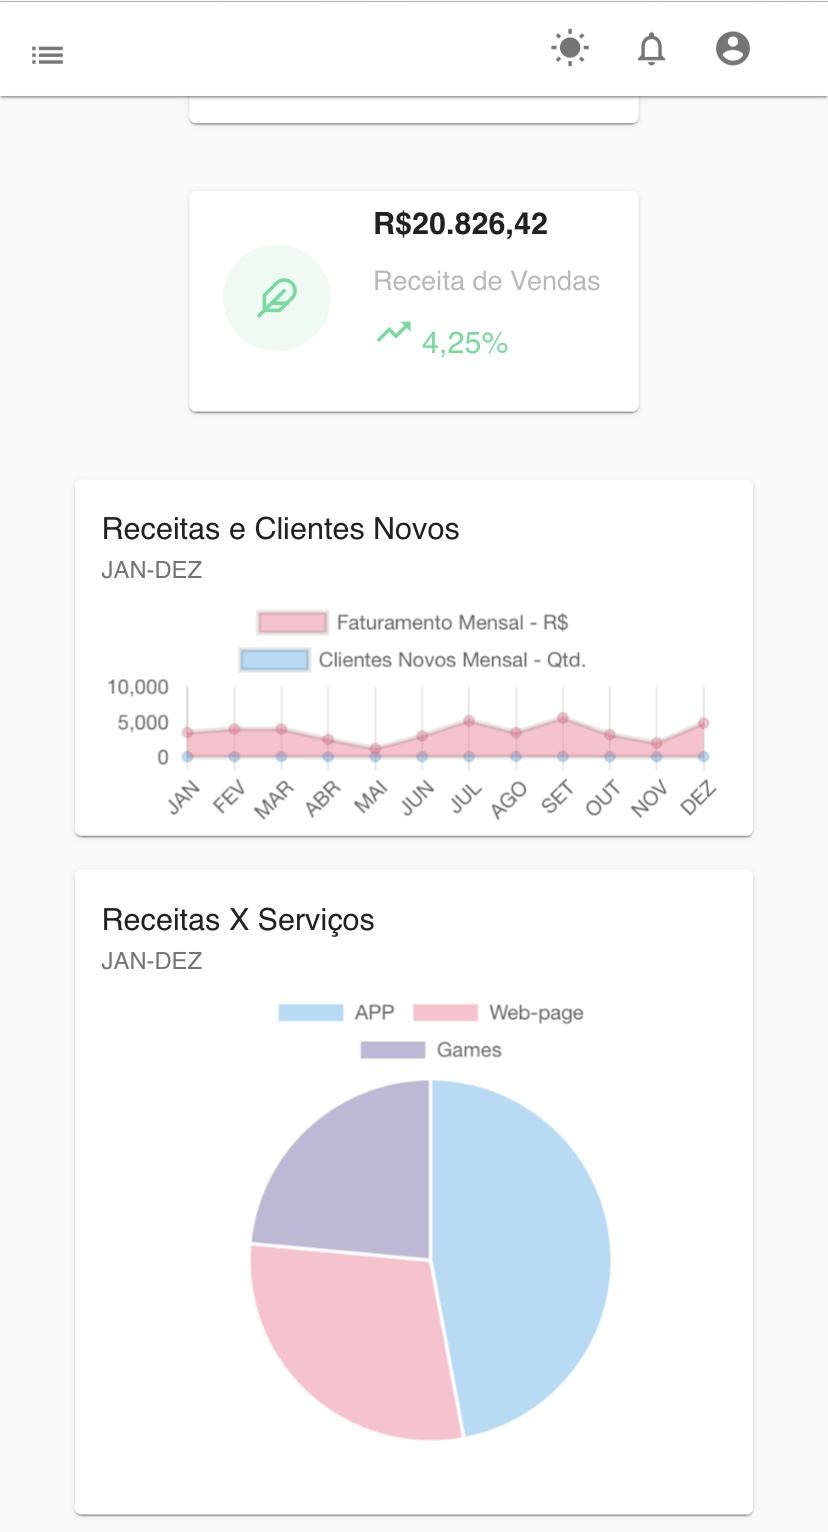 R$20.826,42
Receita de Vendas
4,25%
Receitas e Clientes Novos
JAN-DEZ
Faturamento Mensal - R$
Clientes Novos Mensal - Qtd.
10,000
5,000
0
JAN FEV MAR ABR MAI JUN JUL AGO SET OUT NOV DEZ
Receitas X Serviços
JAN-DEZ
APP Web-page
Games